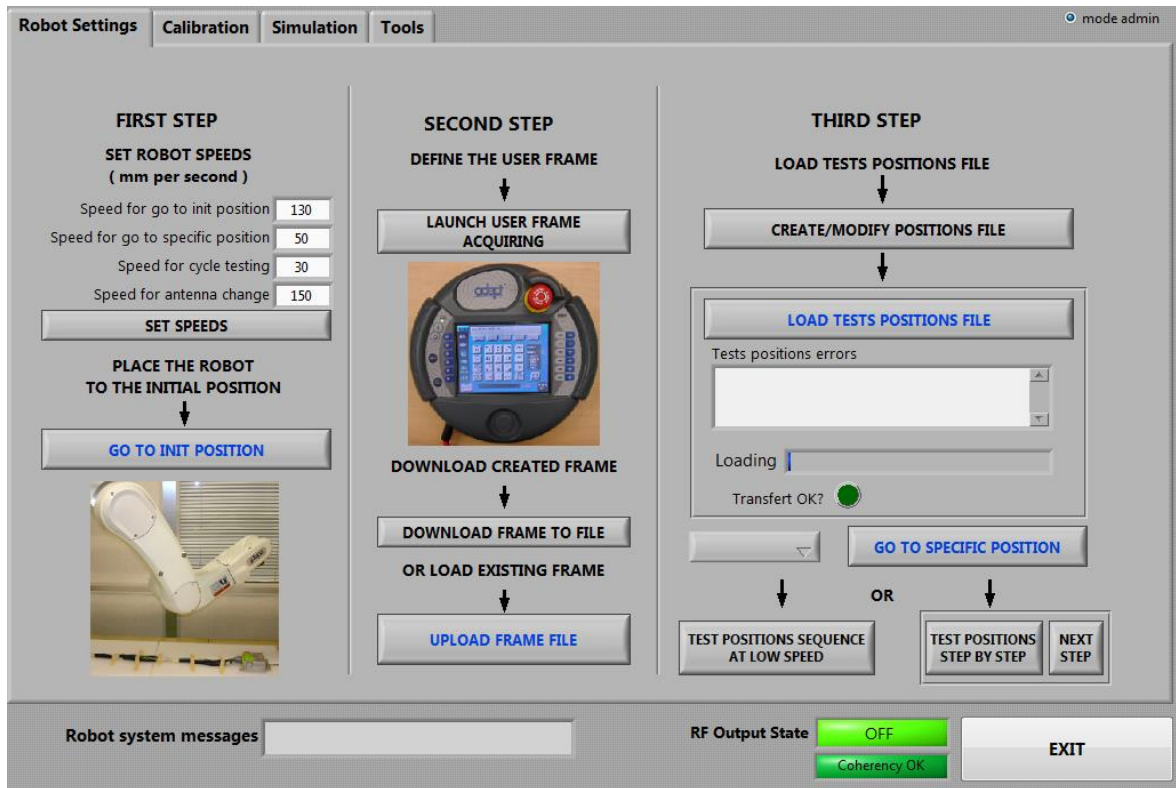 Robot Settings
Calibration
Simulation
Tools
mode admin
FIRST STEP
SET ROBOT SPEEDS
( mm per second )
Speed for go to init position 130
Speed for go to specific position 50
Speed for cycle testing 30
Speed for antenna change 150
SET SPEEDS
PLACE THE ROBOT
TO THE INITIAL POSITION
GO TO INIT POSITION
SECOND STEP
DEFINE THE USER FRAME
LAUNCH USER FRAME
ACQUIRING
adept
DOWNLOAD CREATED FRAME
DOWNLOAD FRAME TO FILE
OR LOAD EXISTING FRAME
UPLOAD FRAME FILE
THIRD STEP
LOAD TESTS POSITIONS FILE
CREATE/MODIFY POSITIONS FILE
LOAD TESTS POSITIONS FILE
Tests positions errors
Loading
Transfert OK?
GO TO SPECIFIC POSITION
OR
TEST POSITIONS SEQUENCE
AT LOW SPEED
TEST POSITIONS
STEP BY STEP
NEXT
STEP
Robot system messages
RF Output State
OFF
Coherency OK
EXIT